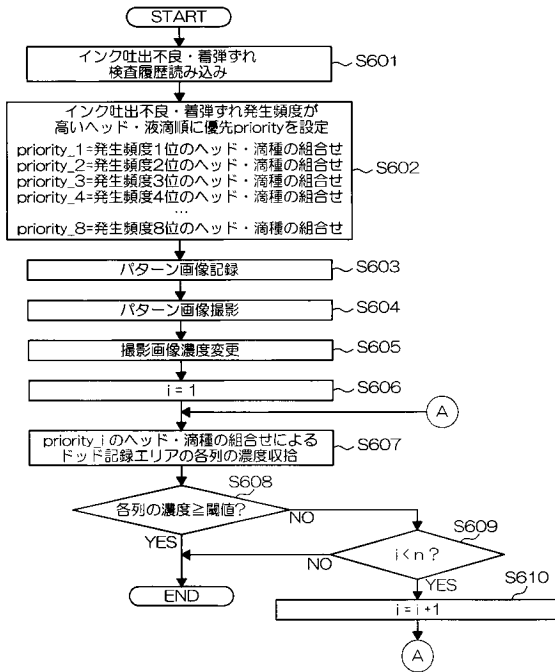 START
インク吐出不良・着弾ずれ
検査履歴読み込み
S601
インク吐出不良・着弾ずれ発生頻度が
高いヘッド・液滴順に優先priorityを設定
priority_1=発生頻度1位のヘッド・滴種の組合せ
priority_2=発生頻度2位のヘッド・滴種の組合せ
priority_3=発生頻度3位のヘッド・滴種の組合せ
priority_4=発生頻度4位のヘッド・滴種の組合せ
…
priority_8=発生頻度8位のヘッド・滴種の組合せ
S602
パターン画像記録
S603
パターン画像撮影
S604
撮影画像濃度変更
S605
i = 1
S606
A
priority_i のヘッド・滴種の組合せによる
ドッド記録エリアの各列の濃度収拾
S607
各列の濃度≧閾値?
S608
NO
YES
i<n?
S609
NO
YES
END
i = i +1
S610
A